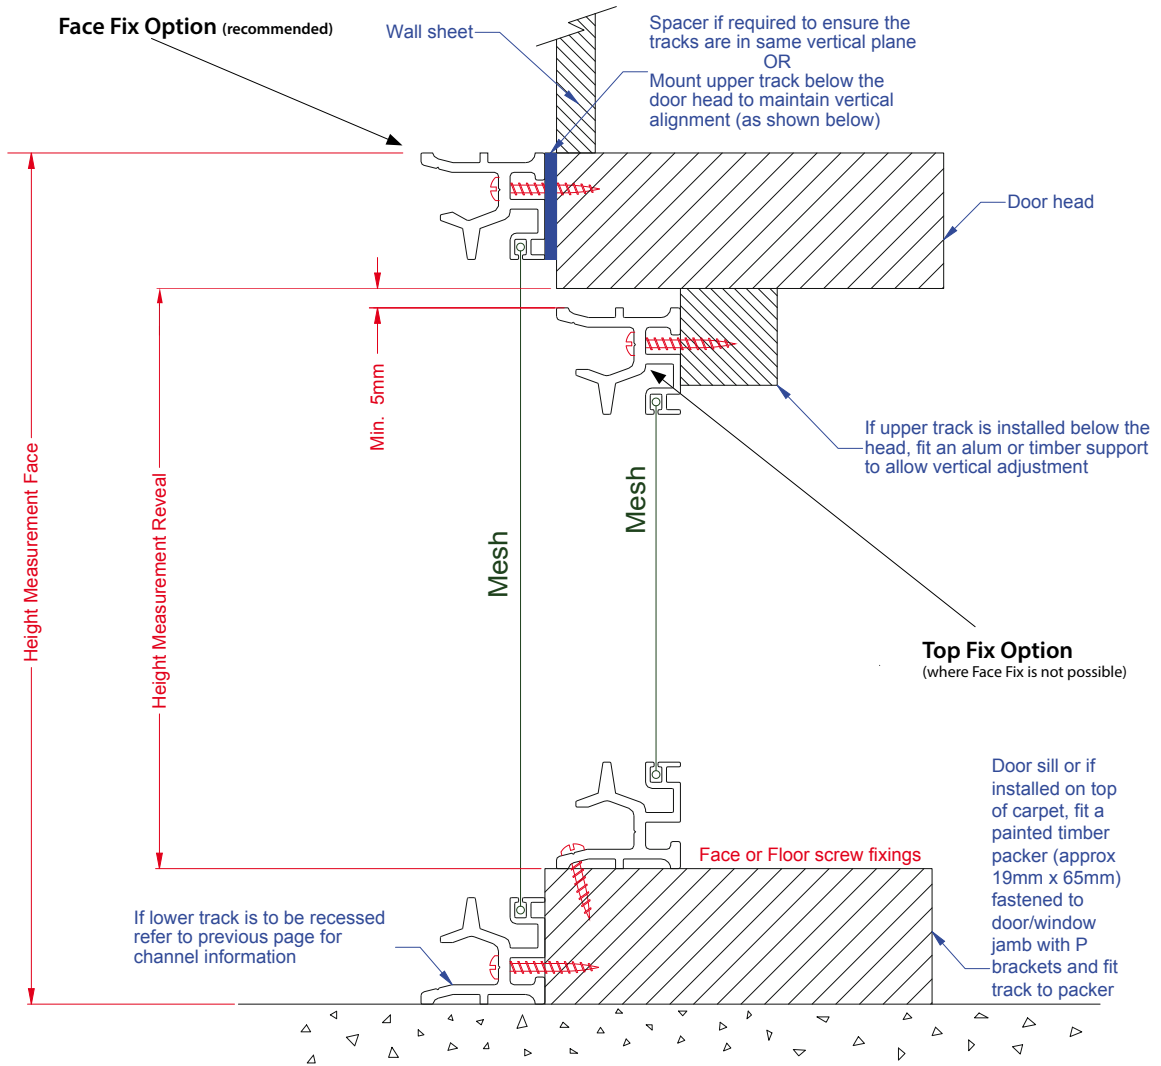 Face Fix Option (recommended)
Wall sheet
Spacer if required to ensure the
tracks are in same vertical plane
OR
Mount upper track below the
door head to maintain vertical
alignment (as shown below)
Door head
Min. 5mm
If upper track is installed below the
head, fit an alum or timber support
to allow vertical adjustment
Height Measurement Face
Height Measurement Reveal
Mesh
Mesh
Top Fix Option
(where Face Fix is not possible)
Door sill or if
installed on top
of carpet, fit a
painted timber
packer (approx
19mm x 65mm)
fastened to
door/window
jamb with P
brackets and fit
track to packer
Face or Floor screw fixings
If lower track is to be recessed
refer to previous page for
channel information